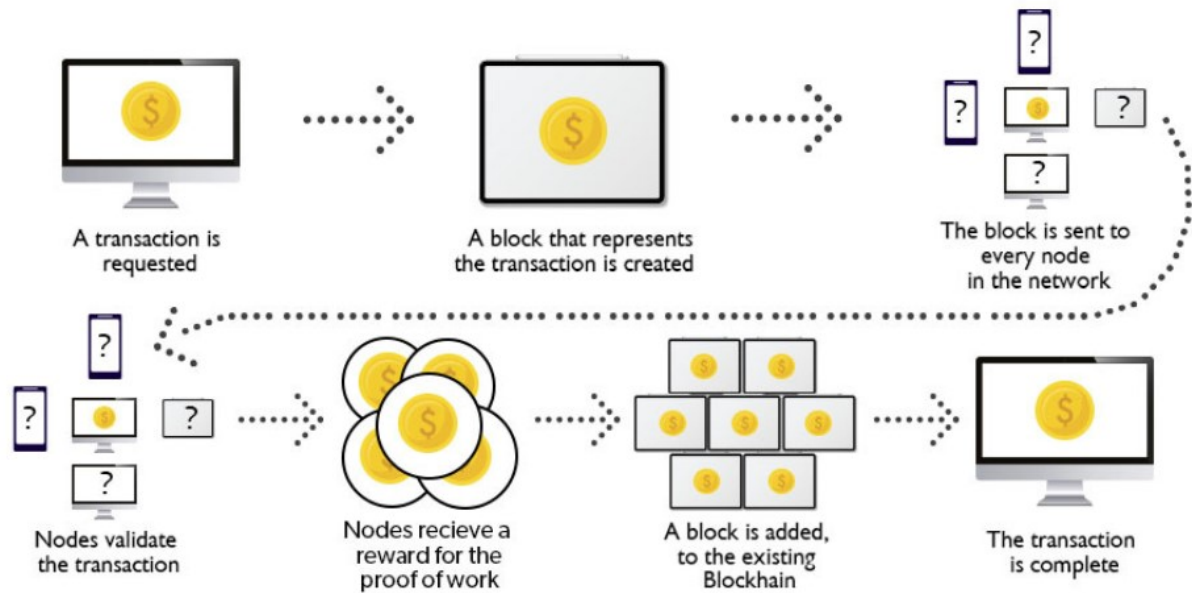 $
A transaction is
requested
$
A block that represents
the transaction is created
?
?
$
?
?
The block is sent to
every node
in the network
?
?
$
?
?
Nodes validate
the transaction
$
$
$
$
$
Nodes recieve a
reward for the
proof of work
$
$
$
$
$
$
$
A block is added,
to the existing
Blockhain
$
The transaction
is complete